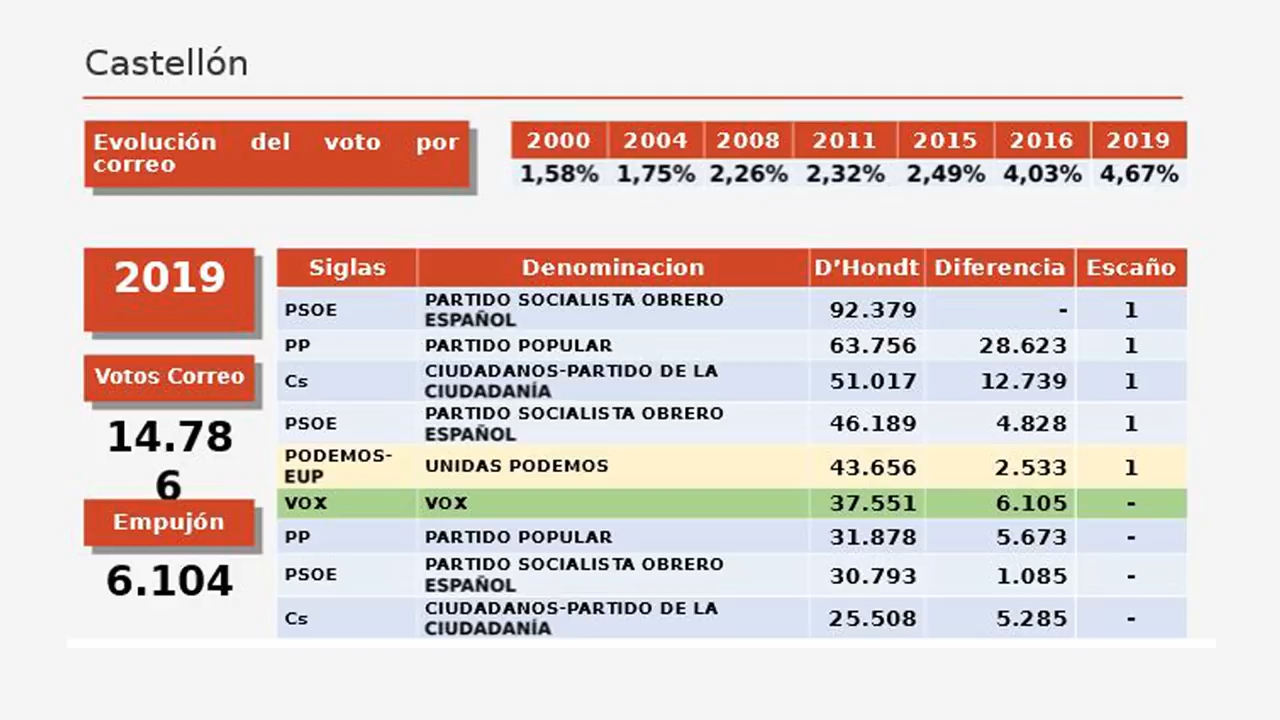 Castellón
Evolución del voto por
correo
2000 2004 2008 2011 2015 2016 2019
1,58% 1,75% 2,26% 2,32% 2,49% 4,03% 4,67%
2019
Votos Correo
14.78
6
Empujón
6.104
Siglas Denominacion D’Hondt Diferencia Escaño
PSOE PARTIDO SOCIALISTA OBRERO
ESPAÑOL 92.379 - 1
PP PARTIDO POPULAR 63.756 28.623 1
Cs CIUDADANOS-PARTIDO DE LA
CIUDADANÍA 51.017 12.739 1
PSOE PARTIDO SOCIALISTA OBRERO
ESPAÑOL 46.189 4.828 1
PODEMOS-
EUP UNIDAS PODEMOS 43.656 2.533 1
VOX VOX 37.551 6.105 -
PP PARTIDO POPULAR 31.878 5.673 -
PSOE PARTIDO SOCIALISTA OBRERO
ESPAÑOL 30.793 1.085 -
Cs CIUDADANOS-PARTIDO DE LA
CIUDADANÍA 25.508 5.285 -